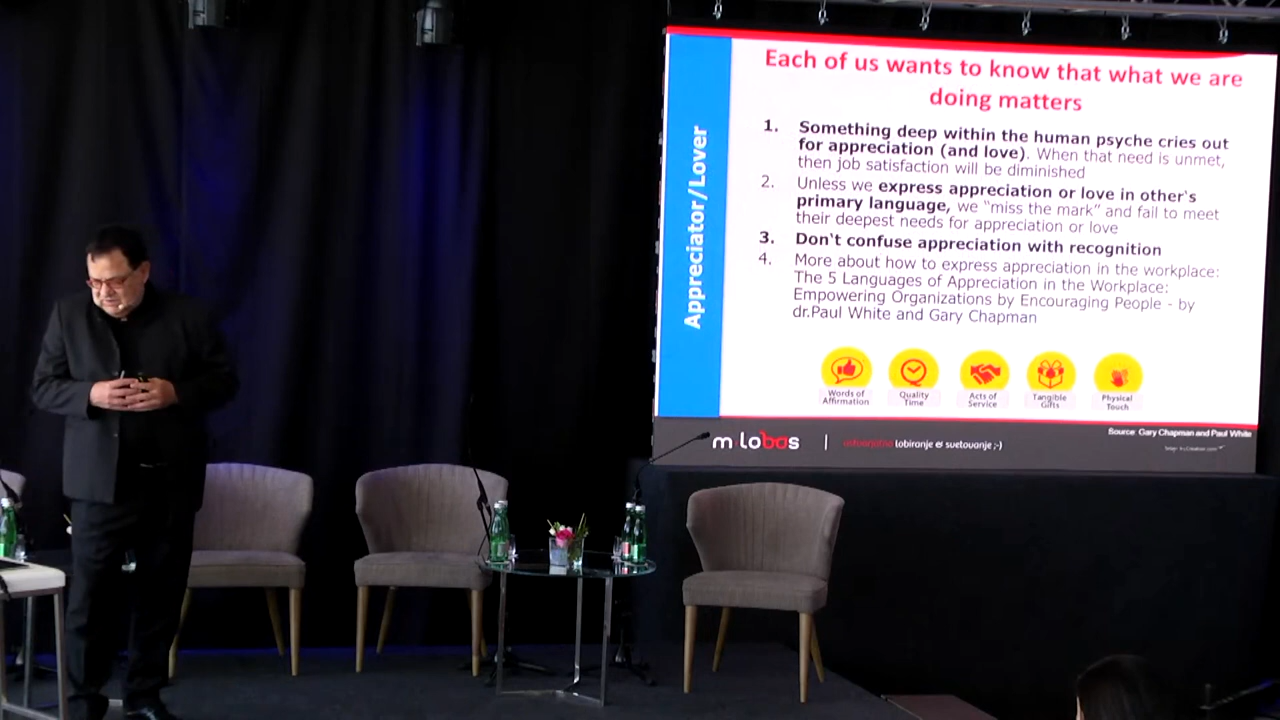 Each of us wants to know that what we are
doing matters
Appreciator/Lover
1. Something deep within the human psyche cries out
for appreciation (and love). When that need is unmet,
then job satisfaction will be diminished
2. Unless we express appreciation or love in other's
primary language, we “miss the mark” and fail to meet
their deepest needs for appreciation or love
3. Don't confuse appreciation with recognition
4. More about how to express appreciation in the workplace:
The 5 Languages of Appreciation in the Workplace:
Empowering Organizations by Encouraging People - by
dr.Paul White and Gary Chapman
Words of
Affirmation
Quality
Time
Acts of
Service
Tangible
Gifts
Physical
Touch
Source: Gary Chapman and Paul White
m·lobas | ustvarjalno lobiranje & svetovanje ;-)